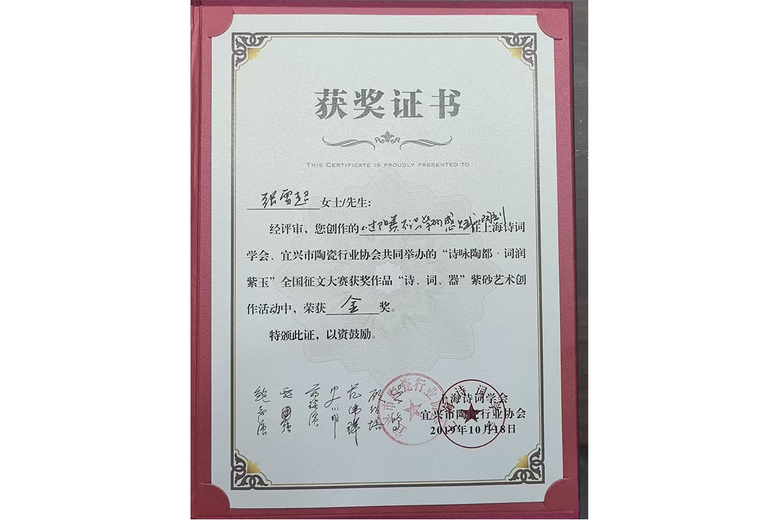 获奖证书
THIS CERTIFICATE IS PROUDLY PRESENTED TO
张雪超 女士/先生:
经评审,您创作的 在上海诗词
学会、宜兴市陶瓷行业协会共同举办的“诗咏陶都·词润
紫玉”全国征文大赛获奖作品“诗、词、器”紫砂艺术创
作活动中,荣获 金 奖。
特颁此证,以资鼓励。
上海诗词学会
宜兴市陶瓷行业协会
2019年10月18日